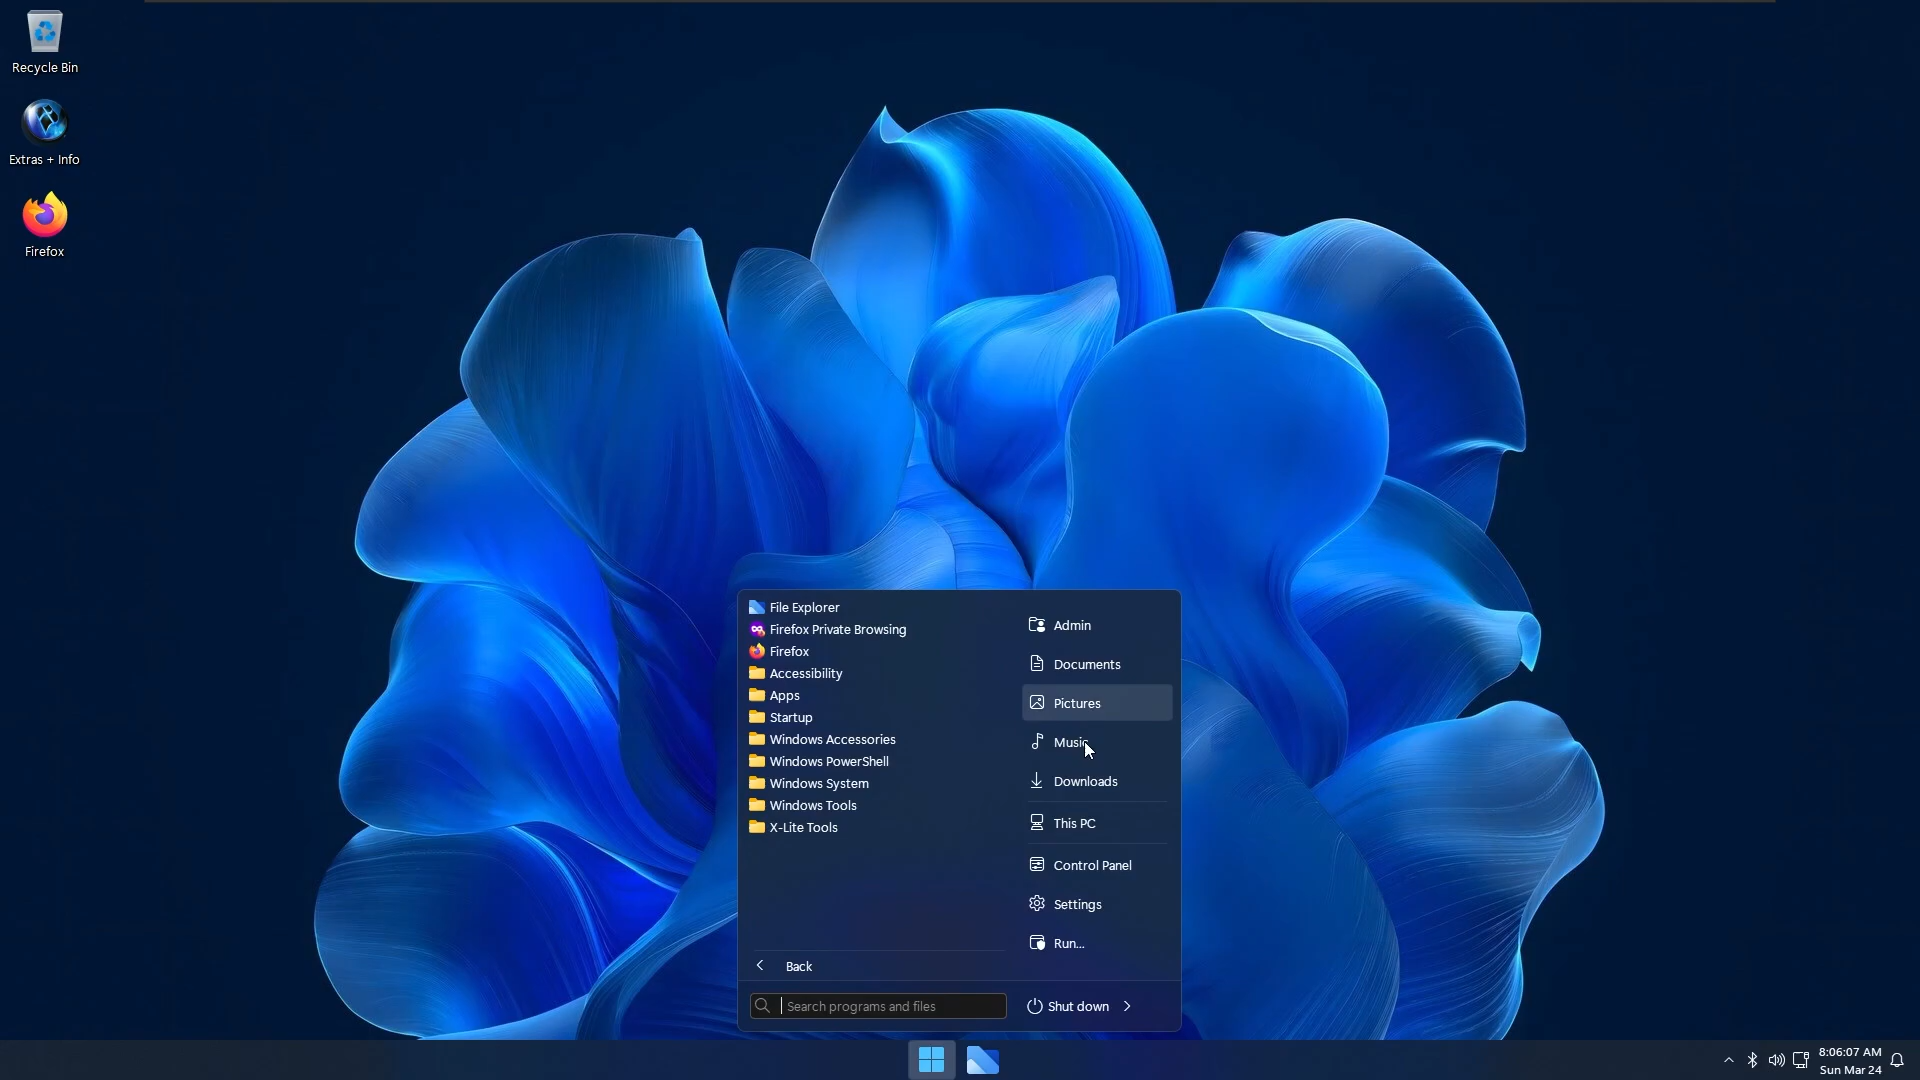 Recycle Bin
Extras + Info
Firefox
File Explorer
Firefox Private Browsing
Firefox
Accessibility
Apps
Startup
Windows Accessories
Windows PowerShell
Windows System
Windows Tools
X-Lite Tools
Back
Search programs and files
Admin
Documents
Pictures
Music
Downloads
This PC
Control Panel
Settings
Run...
Shut down
8:06:07 AM
Sun Mar 24